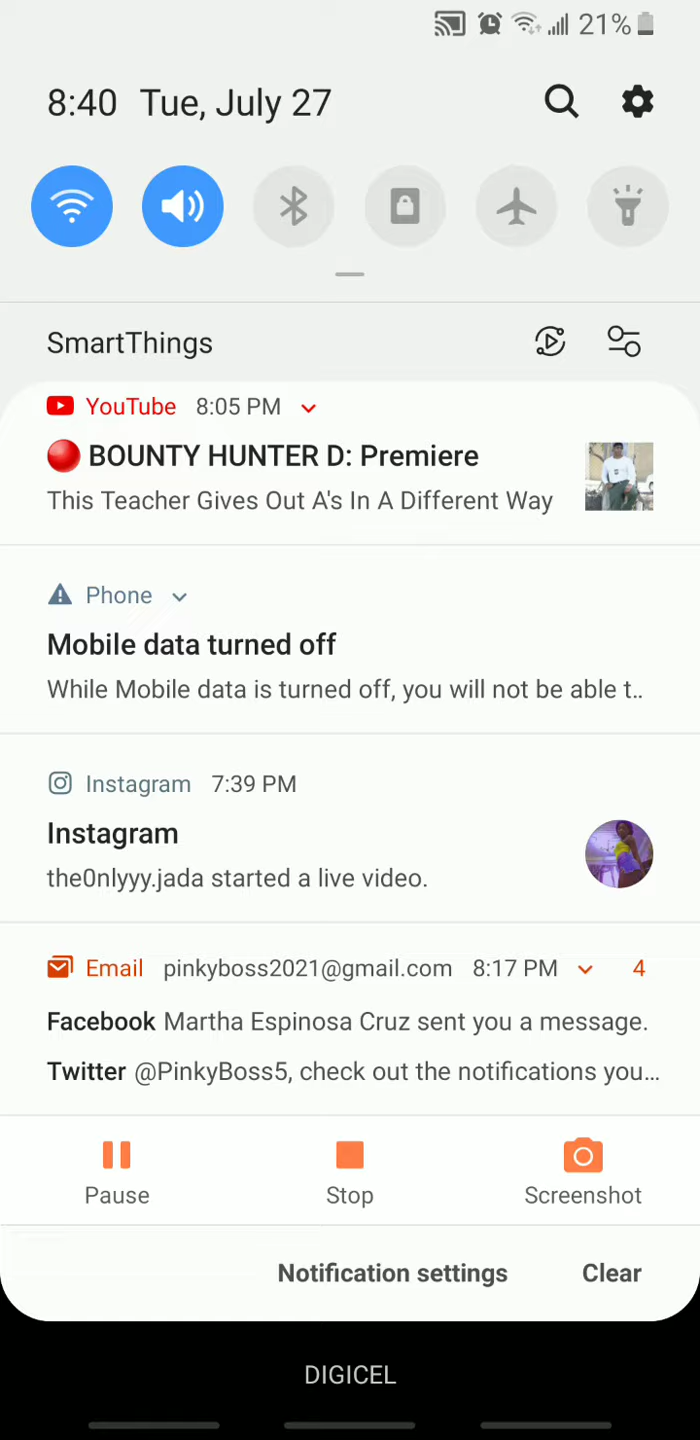 21%
8:40 Tue, July 27
SmartThings
YouTube 8:05 PM
BOUNTY HUNTER D: Premiere
This Teacher Gives Out A's In A Different Way
Phone
Mobile data turned off
While Mobile data is turned off, you will not be able t..
Instagram 7:39 PM
Instagram
the0nlyyy.jada started a live video.
Email pinkyboss2021@gmail.com 8:17 PM 4
Facebook Martha Espinosa Cruz sent you a message.
Twitter @PinkyBoss5, check out the notifications you...
Pause Stop Screenshot
Notification settings Clear
DIGICEL